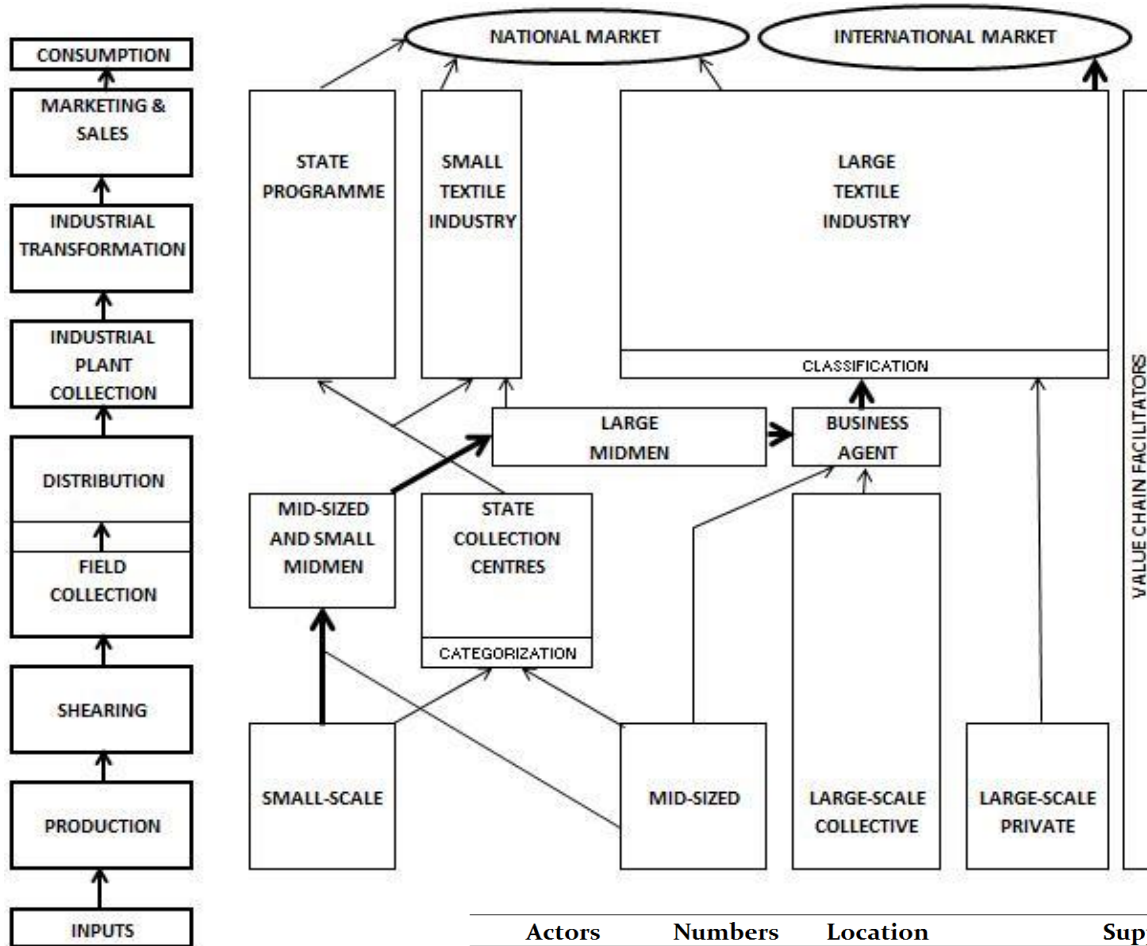 NATIONAL MARKET
INTERNATIONAL MARKET
CONSUMPTION
MARKETING &
SALES
INDUSTRIAL
TRANSFORMATION
INDUSTRIAL
PLANT
COLLECTION
DISTRIBUTION
FIELD
COLLECTION
SHEARING
PRODUCTION
INPUTS
STATE
PROGRAMME
SMALL
TEXTILE
INDUSTRY
LARGE
TEXTILE
INDUSTRY
CLASSIFICATION
LARGE
MIDMEN
BUSINESS
AGENT
MID-SIZED
AND SMALL
MIDMEN
STATE
COLLECTION
CENTRES
CATEGORIZATION
SMALL-SCALE
MID-SIZED
LARGE-SCALE
COLLECTIVE
LARGE-SCALE
PRIVATE
VALUE CHAIN FACILITATORS
Actors Numbers Location Sup